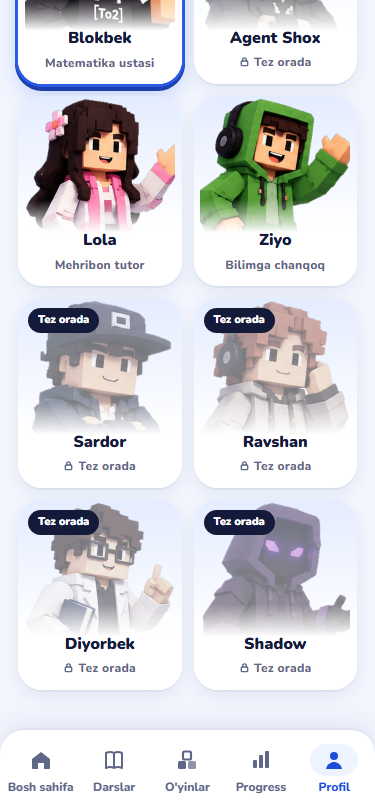 [To2]
Blokbek
Agent Shox
Matematika ustasi
Tez orada
Lola
Ziyo
Mehribon tutor
Bilimga chanqoq
Tez orada
Tez orada
Sardor
Ravshan
Tez orada
Tez orada
Tez orada
Tez orada
Diyorbek
Shadow
Tez orada
Tez orada
Bosh sahifa
Darslar
O'yinlar
Progress
Profil